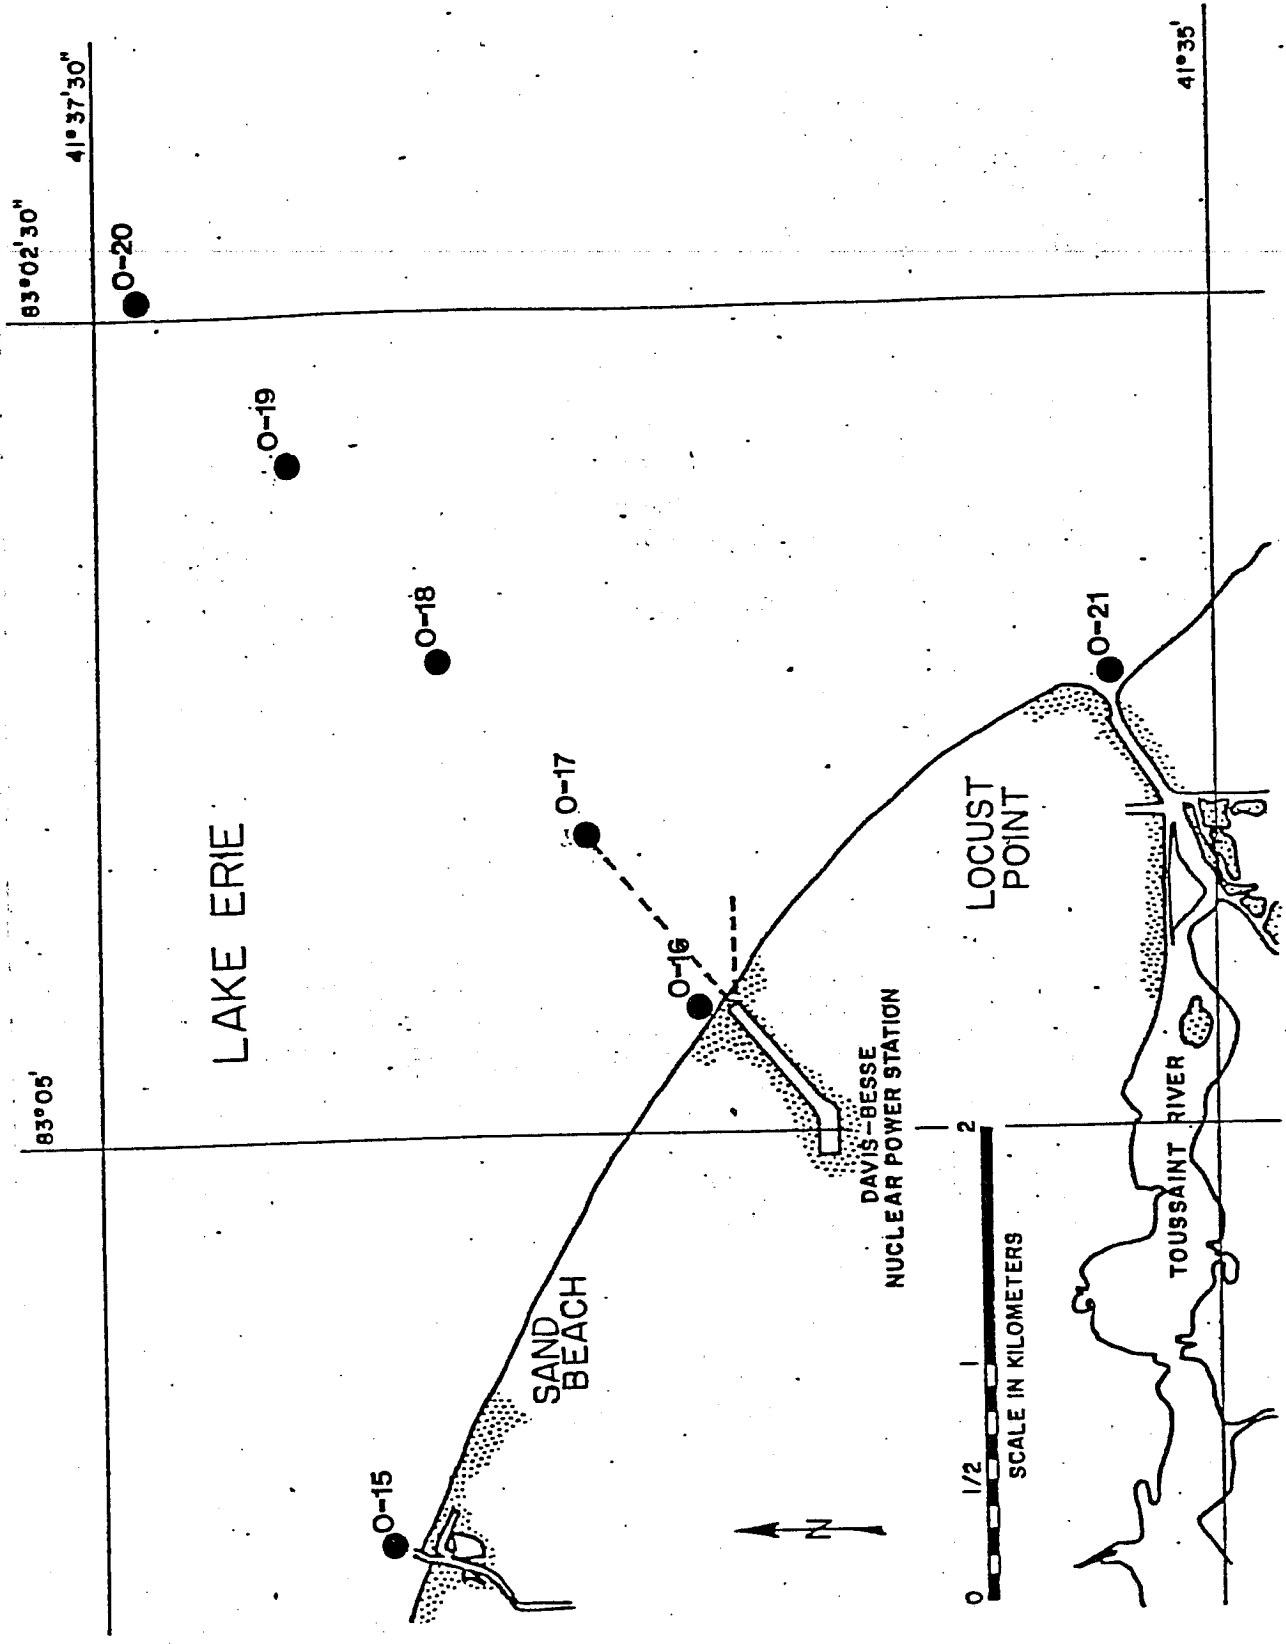 83°02'30"
41°37'30"
O-20
O-19
O-18
O-17
O-16
O-15
O-21
LAKE ERIE
83°05'
41°35'
SAND
BEACH
LOCUST
POINT
DAVIS-BESSE
NUCLEAR POWER STATION
TOUSSAINT RIVER
N
0 1/2 1 2
SCALE IN KILOMETERS